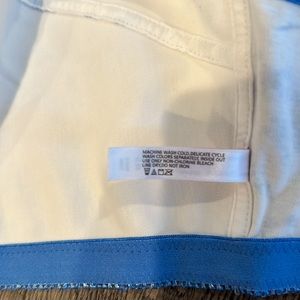 MACHINE WASH COLD, DELICATE CYCLE
WASH COLORS SEPARATELY, INSIDE OUT
USE ONLY NON-CHLORINE BLEACH
LINE DRY, DO NOT IRON